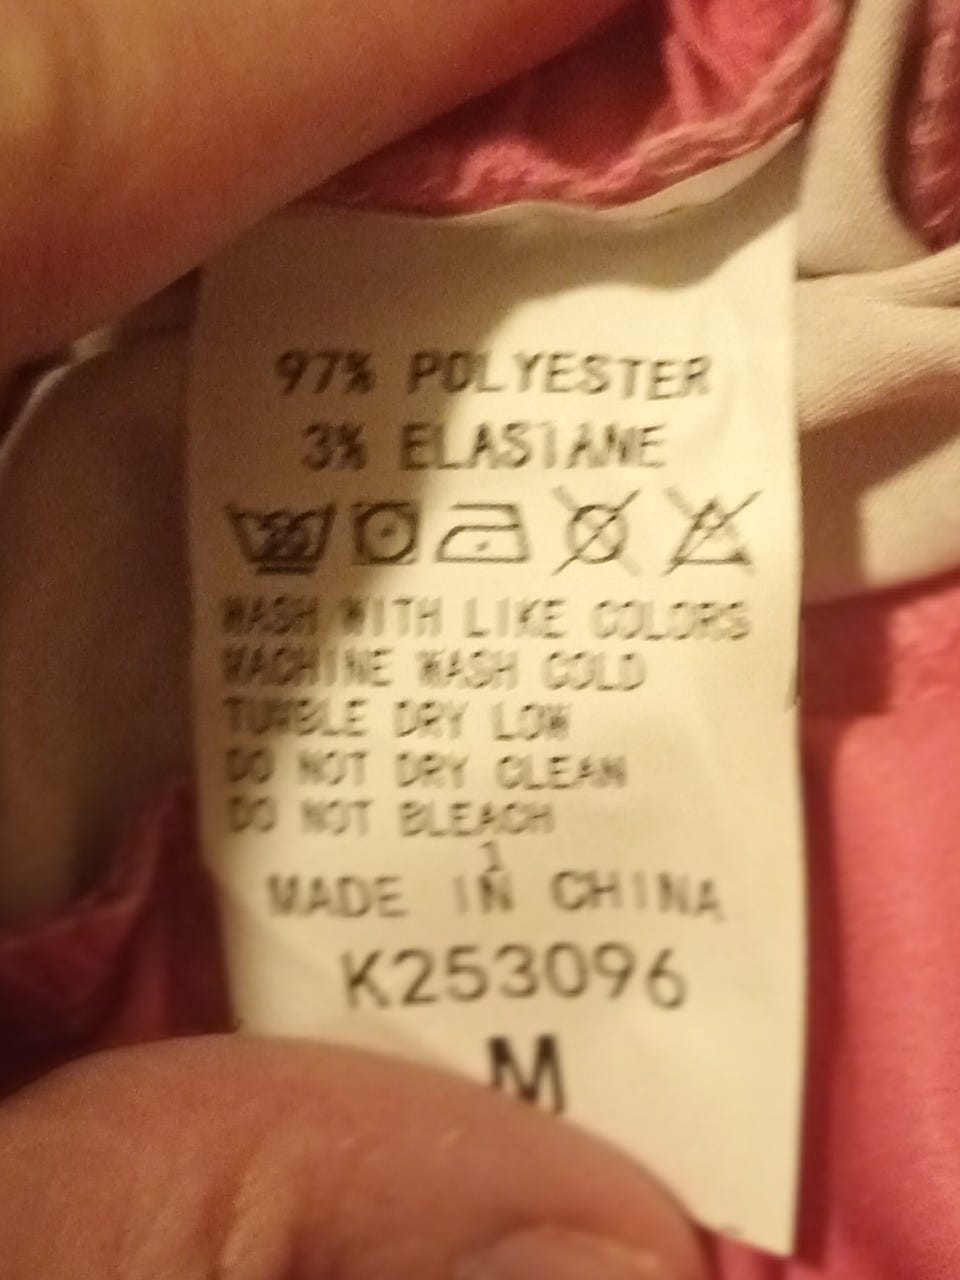 97% POLYESTER
3% ELASTANE
WASH WITH LIKE COLORS
MACHINE WASH COLD
TUMBLE DRY LOW
DO NOT DRY CLEAN
DO NOT BLEACH
1
MADE IN CHINA
K253096
M